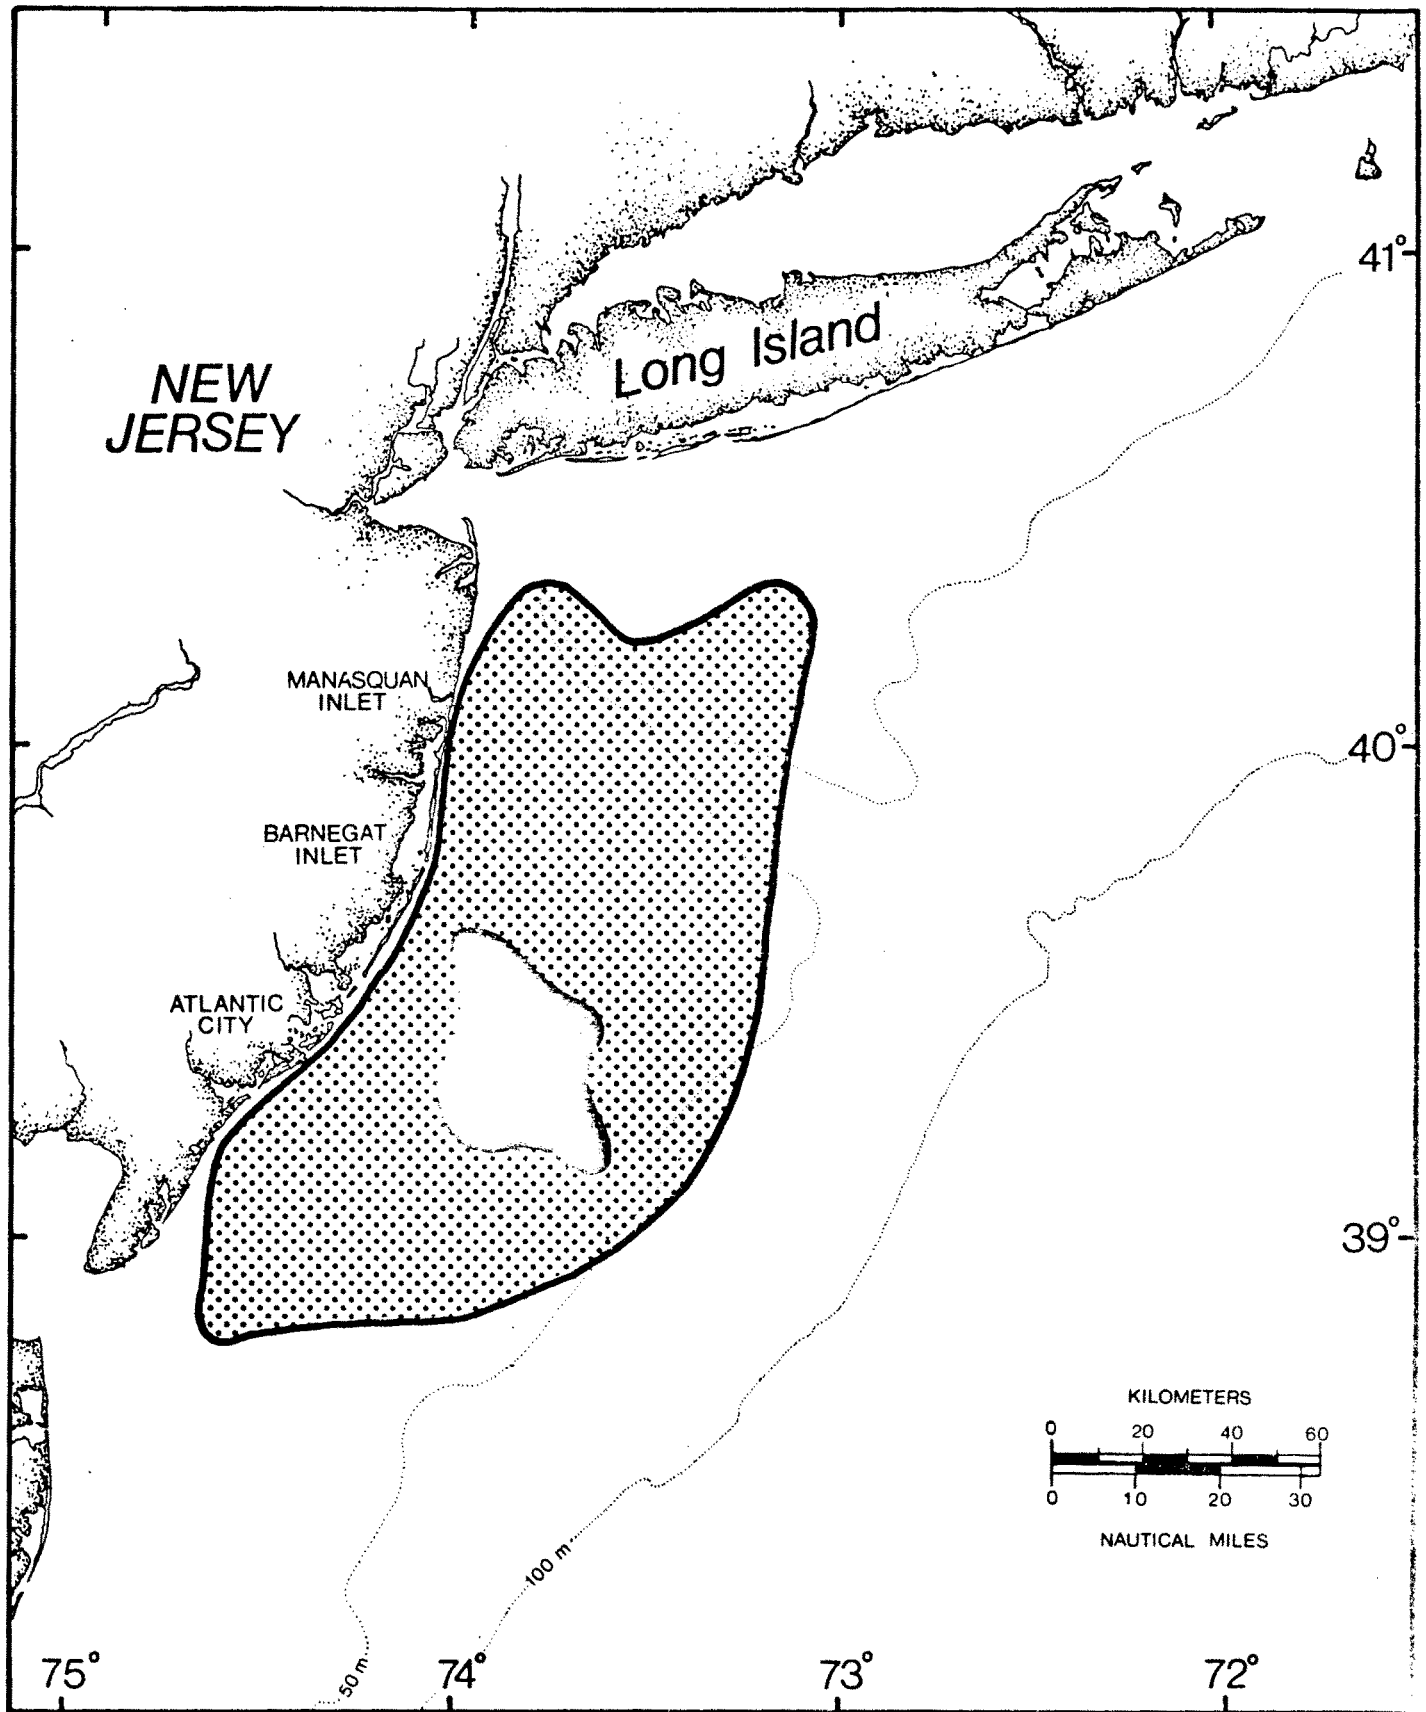 41°
Long Island
NEW
JERSEY
MANASQUAN
INLET
40°
BARNEGAT
INLET
ATLANTIC
CITY
39°
KILOMETERS
0 20 40 60
0 10 20 30
NAUTICAL MILES
100 m
50 m
75° 74° 73° 72°